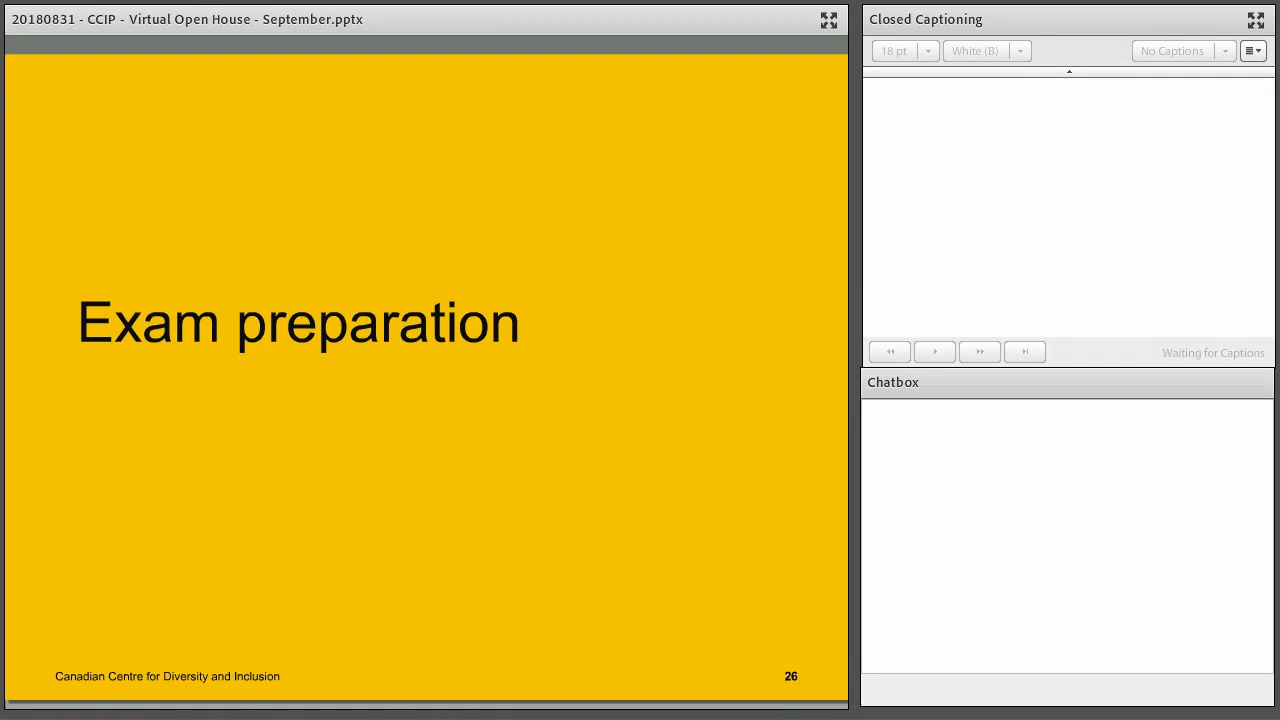 20180831 - CCIP - Virtual Open House - September.pptx
Exam preparation
Canadian Centre for Diversity and Inclusion
26
Closed Captioning
18 pt
White (B)
No Captions
Waiting for Captions
Chatbox